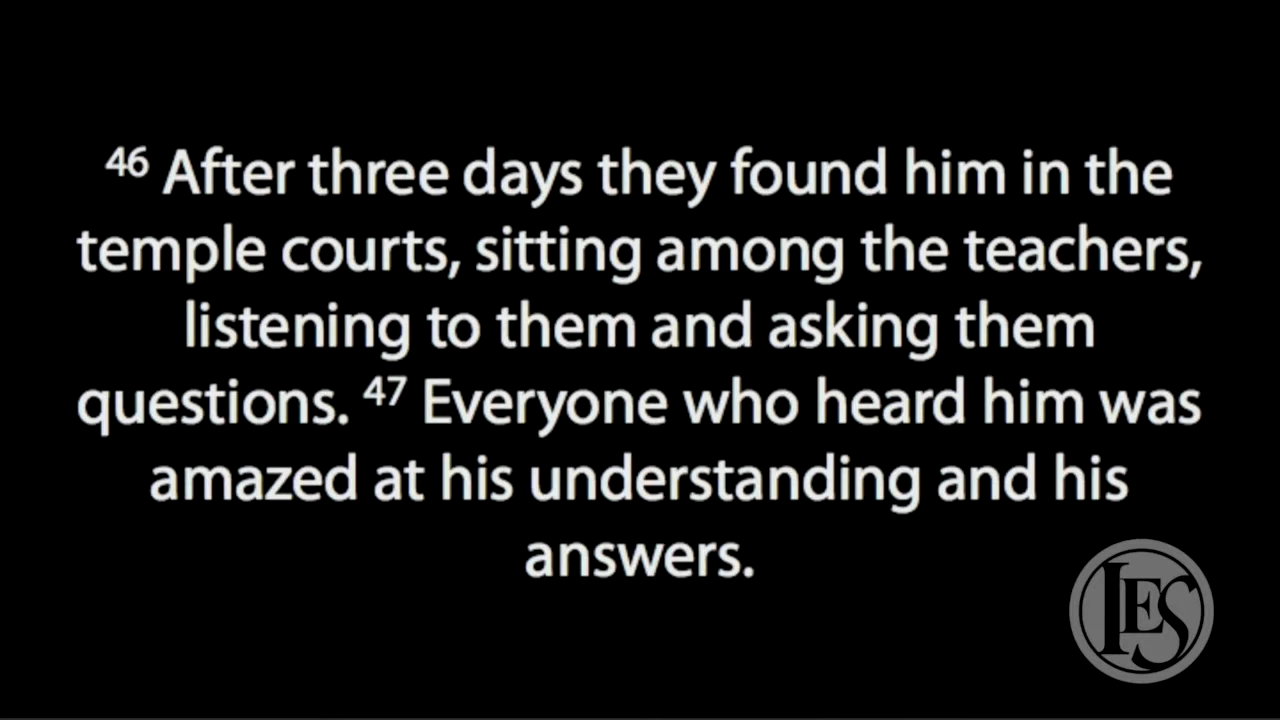 46 After three days they found him in the
temple courts, sitting among the teachers,
listening to them and asking them
questions. 47 Everyone who heard him was
amazed at his understanding and his
answers.
IES